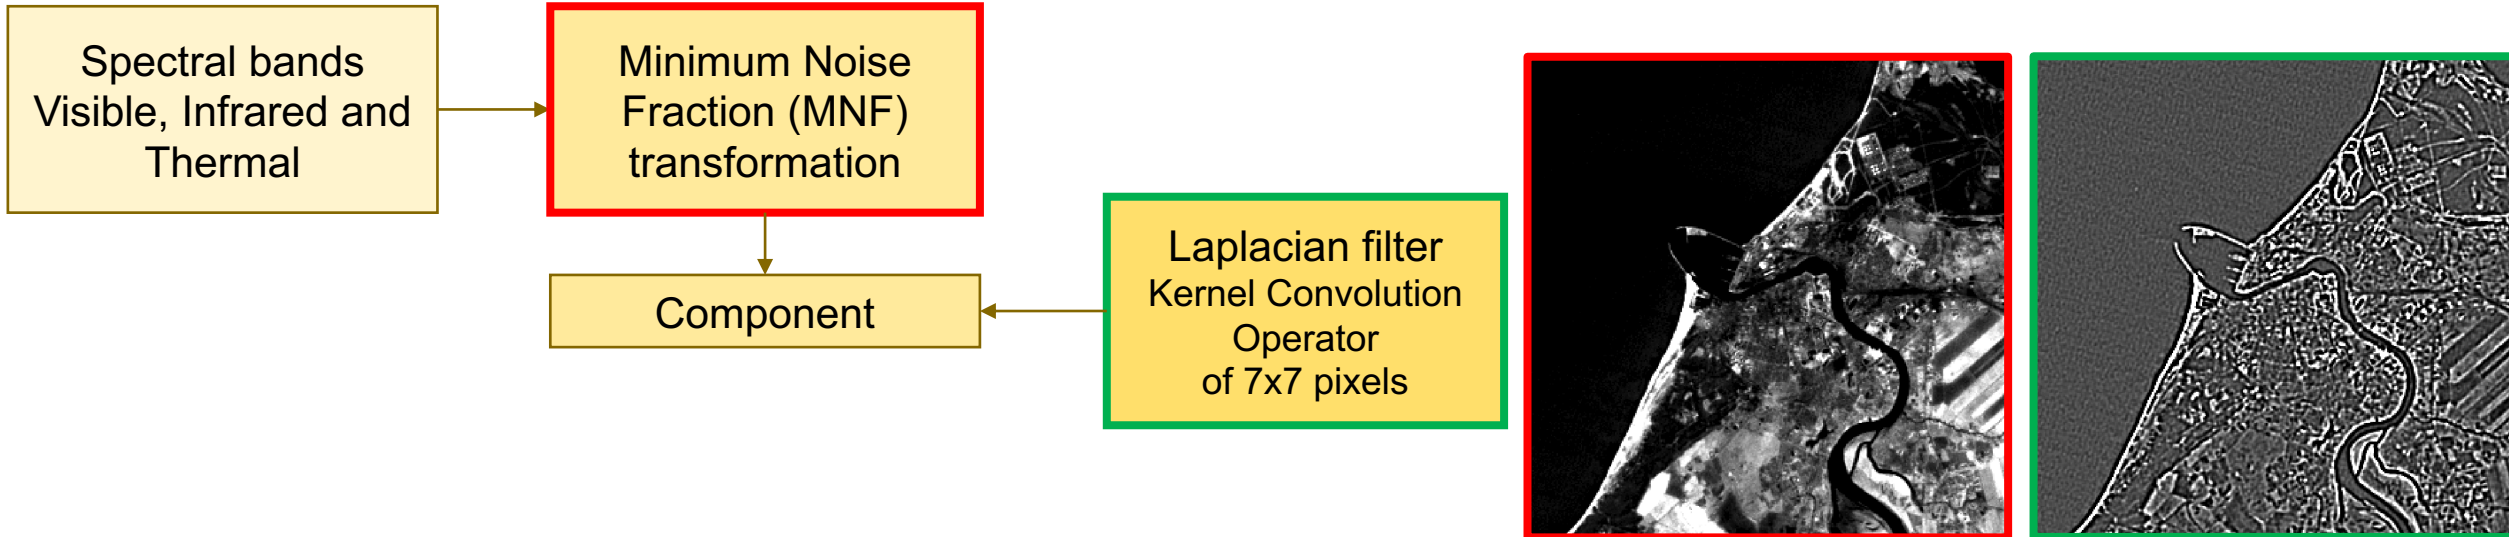 Spectral bands
Visible, Infrared and
Thermal
Minimum Noise
Fraction (MNF)
transformation
Component
Laplacian filter
Kernel Convolution
Operator
of 7x7 pixels